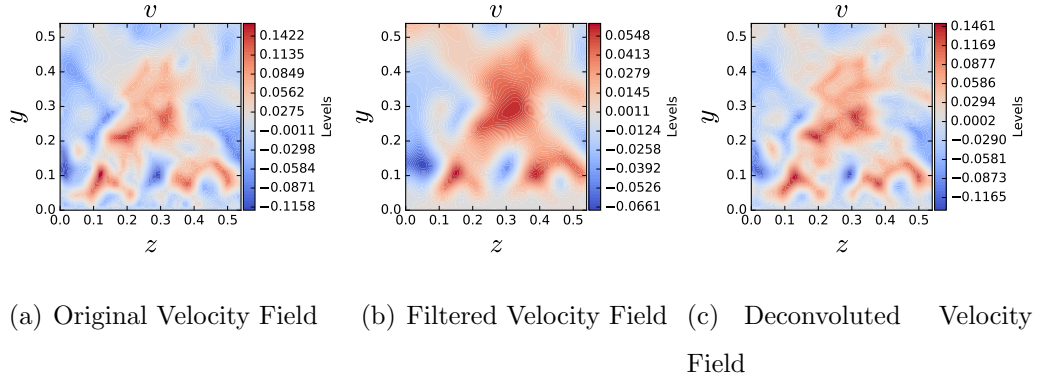 v
v
v
0.5
0.4
0.3
0.2
0.1
0.0
y
0.0 0.1 0.2 0.3 0.4 0.5
z
0.1422
0.1135
0.0849
0.0562
0.0275
−0.0011
−0.0298
−0.0584
−0.0871
−0.1158
Levels
0.5
0.4
0.3
0.2
0.1
0.0
y
0.0 0.1 0.2 0.3 0.4 0.5
z
0.0548
0.0413
0.0279
0.0145
0.0011
−0.0124
−0.0258
−0.0392
−0.0526
−0.0661
Levels
0.5
0.4
0.3
0.2
0.1
0.0
y
0.0 0.1 0.2 0.3 0.4 0.5
z
0.1461
0.1169
0.0877
0.0586
0.0294
0.0002
−0.0290
−0.0581
−0.0873
−0.1165
Levels
(a) Original Velocity Field
(b) Filtered Velocity Field
(c) Deconvoluted Velocity
Field